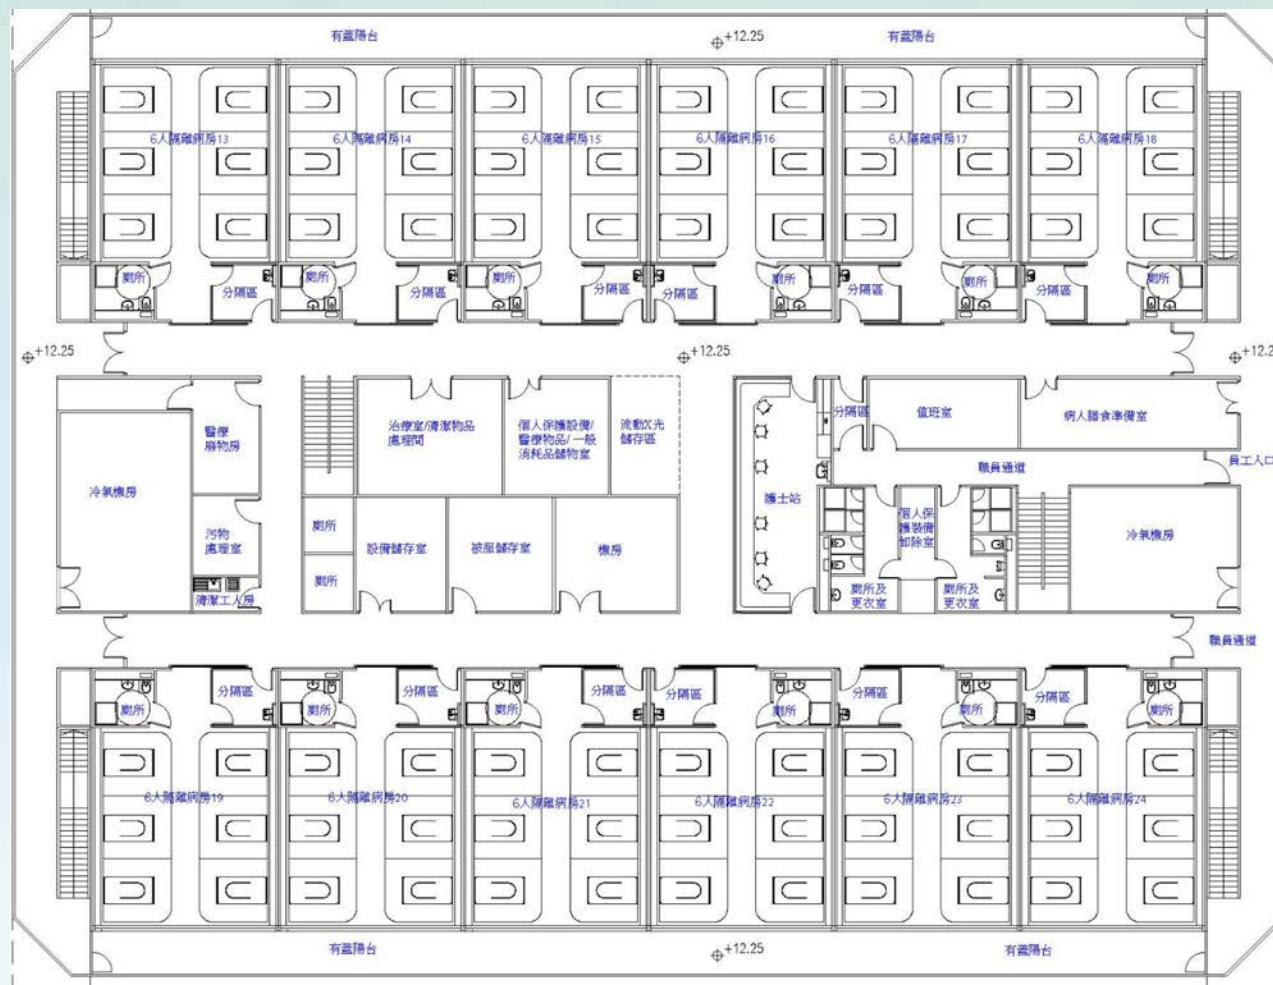 有蓋陽台
+12.25
有蓋陽台
6人隔離病房13
6人隔離病房14
6人隔離病房15
6人隔離病房16
6人隔離病房17
6人隔離病房18
廁所
分隔區
廁所
分隔區
廁所
分隔區
分隔區
廁所
分隔區
廁所
分隔區
廁所
+12.25
+12.25
+12.2
醫療
廢物房
冷氣機房
污物
處理室
清潔工人房
廁所
廁所
治療室/清潔物品
處理間
個人保護設備/
醫療物品/一般
消耗品儲物室
流動X光
儲存區
設備儲存室
被服儲存室
機房
護士站
分隔區
值班室
病人膳食準備室
職員通道
員工入口
個人保
護裝備
卸除室
廁所及
更衣室
廁所及
更衣室
冷氣機房
職員通道
廁所
分隔區
廁所
分隔區
廁所
分隔區
分隔區
廁所
分隔區
廁所
分隔區
廁所
6人隔離病房19
6人隔離病房20
6人隔離病房21
6人隔離病房22
6人隔離病房23
6人隔離病房24
有蓋陽台
+12.25
有蓋陽台